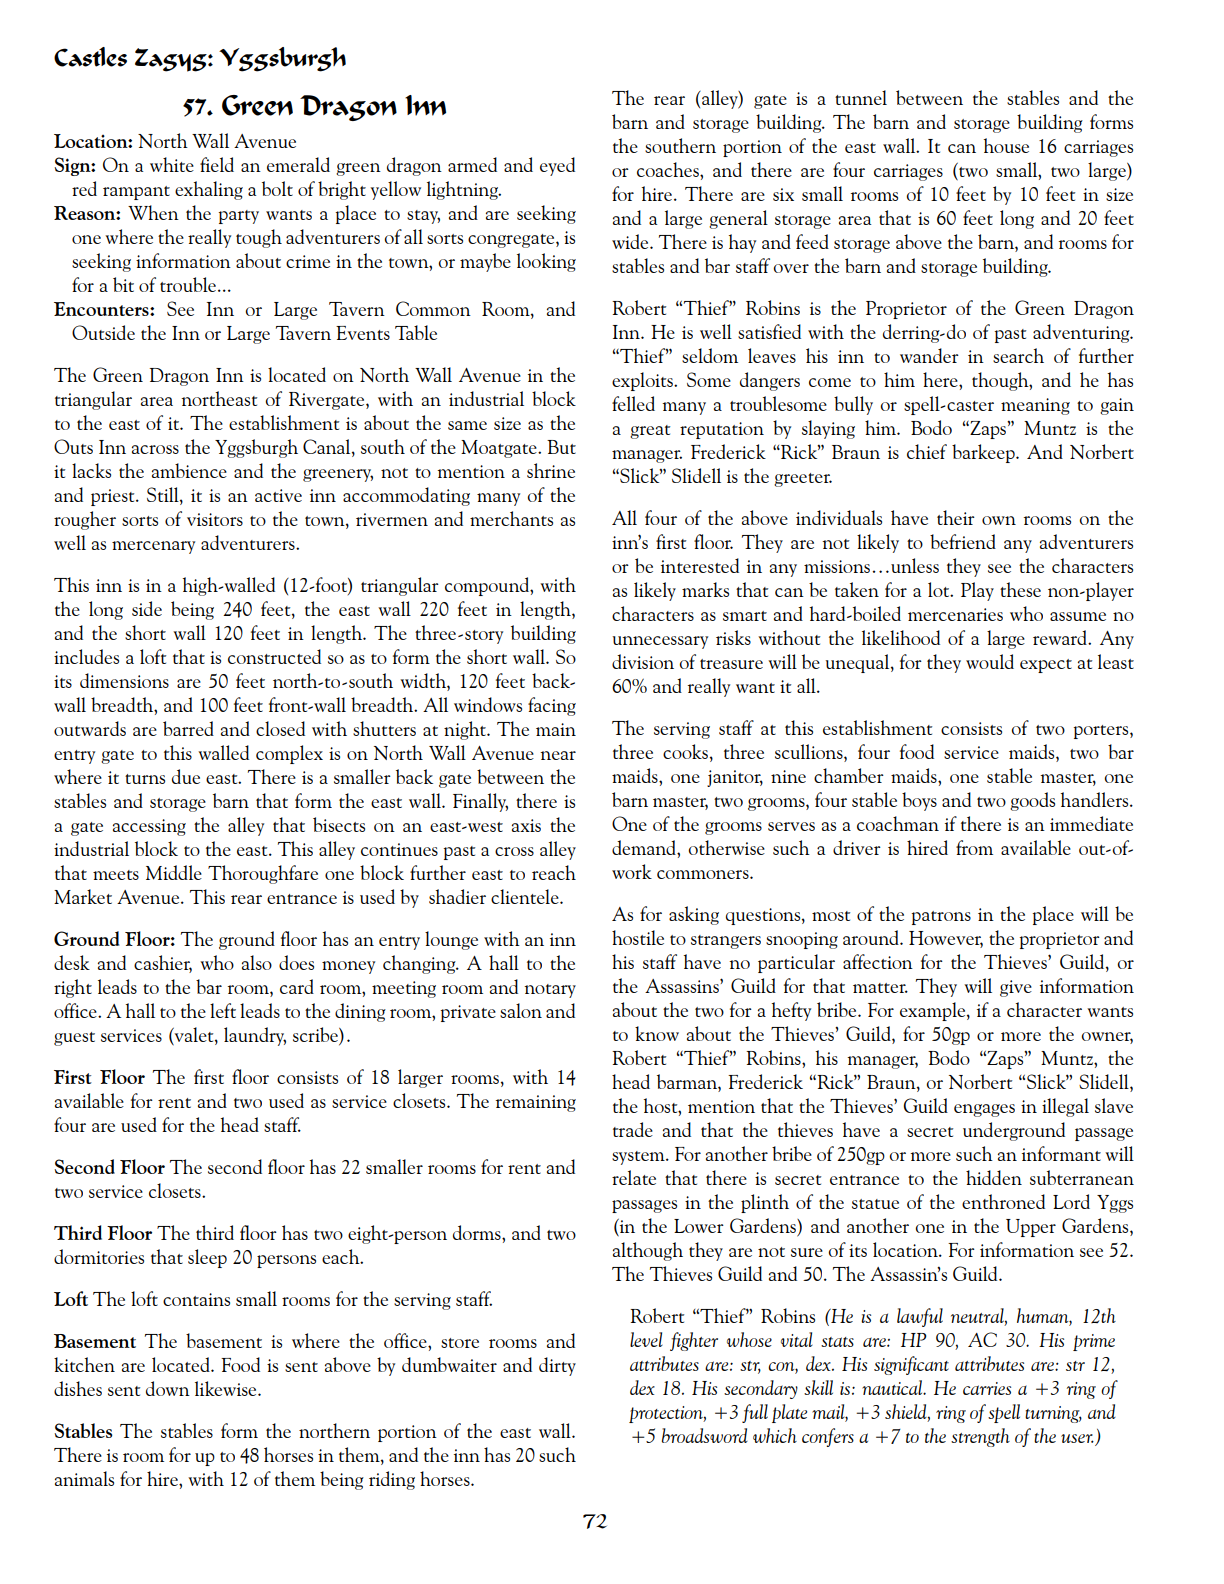 Castles Zagyg: Yggsburgh
57. Green Dragon Inn
Location: North Wall Avenue
Sign: On a white field an emerald green dragon armed and eyed
red rampant exhaling a bolt of bright yellow lightning.
Reason: When the party wants a place to stay, and are seeking
one where the really tough adventurers of all sorts congregate, is
seeking information about crime in the town, or maybe looking
for a bit of trouble...
Encounters: See Inn or Large Tavern Common Room, and
Outside the Inn or Large Tavern Events Table
The Green Dragon Inn is located on North Wall Avenue in the
triangular area northeast of Rivergate, with an industrial block
to the east of it. The establishment is about the same size as the
Outs Inn across the Yggsburgh Canal, south of the Moatgate. But
it lacks the ambience and the greenery, not to mention a shrine
and priest. Still, it is an active inn accommodating many of the
rougher sorts of visitors to the town, rivermen and merchants as
well as mercenary adventurers.
This inn is in a high-walled (12-foot) triangular compound, with
the long side being 240 feet, the east wall 220 feet in length,
and the short wall 120 feet in length. The three-story building
includes a loft that is constructed so as to form the short wall. So
its dimensions are 50 feet north-to-south width, 120 feet back-
wall breadth, and 100 feet front-wall breadth. All windows facing
outwards are barred and closed with shutters at night. The main
entry gate to this walled complex is on North Wall Avenue near
where it turns due east. There is a smaller back gate between the
stables and storage barn that form the east wall. Finally, there is
a gate accessing the alley that bisects on an east-west axis the
industrial block to the east. This alley continues past a cross alley
that meets Middle Thoroughfare one block further east to reach
Market Avenue. This rear entrance is used by shadier clientele.
Ground Floor: The ground floor has an entry lounge with an inn
desk and cashier, who also does money changing. A hall to the
right leads to the bar room, card room, meeting room and notary
office. A hall to the left leads to the dining room, private salon and
guest services (valet, laundry, scribe).
First Floor The first floor consists of 18 larger rooms, with 14
available for rent and two used as service closets. The remaining
four are used for the head staff.
Second Floor The second floor has 22 smaller rooms for rent and
two service closets.
Third Floor The third floor has two eight-person dorms, and two
dormitories that sleep 20 persons each.
Loft The loft contains small rooms for the serving staff.
Basement The basement is where the office, store rooms and
kitchen are located. Food is sent above by dumbwaiter and dirty
dishes sent down likewise.
Stables The stables form the northern portion of the east wall.
There is room for up to 48 horses in them, and the inn has 20 such
animals for hire, with 12 of them being riding horses.
The rear (alley) gate is a tunnel between the stables and the
barn and storage building. The barn and storage building forms
the southern portion of the east wall. It can house 16 carriages
or coaches, and there are four carriages (two small, two large)
for hire. There are six small rooms of 10 feet by 10 feet in size
and a large general storage area that is 60 feet long and 20 feet
wide. There is hay and feed storage above the barn, and rooms for
stables and bar staff over the barn and storage building.
Robert “Thief” Robins is the Proprietor of the Green Dragon
Inn. He is well satisfied with the derring-do of past adventuring.
“Thief” seldom leaves his inn to wander in search of further
exploits. Some dangers come to him here, though, and he has
felled many a troublesome bully or spell-caster meaning to gain
a great reputation by slaying him. Bodo “Zaps” Muntz is the
manager. Frederick “Rick” Braun is chief barkeep. And Norbert
“Slick” Slidell is the greeter.
All four of the above individuals have their own rooms on the
inn’s first floor. They are not likely to befriend any adventurers
or be interested in any missions…unless they see the characters
as likely marks that can be taken for a lot. Play these non-player
characters as smart and hard-boiled mercenaries who assume no
unnecessary risks without the likelihood of a large reward. Any
division of treasure will be unequal, for they would expect at least
60% and really want it all.
The serving staff at this establishment consists of two porters,
three cooks, three scullions, four food service maids, two bar
maids, one janitor, nine chamber maids, one stable master, one
barn master, two grooms, four stable boys and two goods handlers.
One of the grooms serves as a coachman if there is an immediate
demand, otherwise such a driver is hired from available out-of-
work commoners.
As for asking questions, most of the patrons in the place will be
hostile to strangers snooping around. However, the proprietor and
his staff have no particular affection for the Thieves’ Guild, or
the Assassins’ Guild for that matter. They will give information
about the two for a hefty bribe. For example, if a character wants
to know about the Thieves’ Guild, for 50gp or more the owner,
Robert “Thief” Robins, his manager, Bodo “Zaps” Muntz, the
head barman, Frederick “Rick” Braun, or Norbert “Slick” Slidell,
the host, mention that the Thieves’ Guild engages in illegal slave
trade and that the thieves have a secret underground passage
system. For another bribe of 250gp or more such an informant will
relate that there is secret entrance to the hidden subterranean
passages in the plinth of the statue of the enthroned Lord Yggs
(in the Lower Gardens) and another one in the Upper Gardens,
although they are not sure of its location. For information see 52.
The Thieves Guild and 50. The Assassin’s Guild.
Robert “Thief” Robins (He is a lawful neutral, human, 12th
level fighter whose vital stats are: HP 90, AC 30. His prime
attributes are: str, con, dex. His significant attributes are: str 12,
dex 18. His secondary skill is: nautical. He carries a +3 ring of
protection, +3 full plate mail, +3 shield, ring of spell turning, and
+5 broadsword which confers a +7 to the strength of the user.)
72